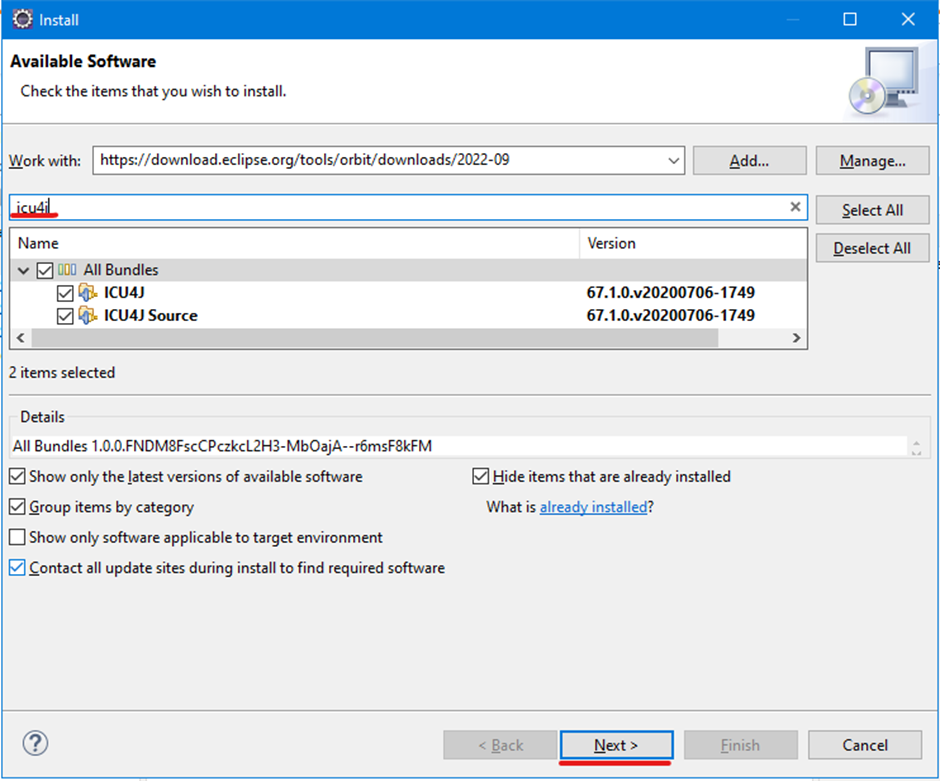 Install
Available Software
Check the items that you wish to install.
Work with: https://download.eclipse.org/tools/orbit/downloads/2022-09 Add... Manage...
icu4j Select All
Name Version Deselect All
All Bundles
ICU4J 67.1.0.v20200706-1749
ICU4J Source 67.1.0.v20200706-1749
2 items selected
Details
All Bundles 1.0.0.FNDM8FscCPczkcL2H3-MbOajA--r6msF8kFM
Show only the latest versions of available software Hide items that are already installed
Group items by category What is already installed?
Show only software applicable to target environment
Contact all update sites during install to find required software
? < Back Next > Finish Cancel